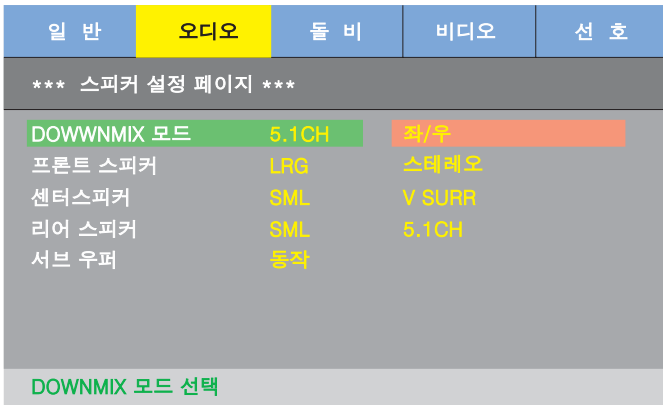 일 반 오디오 돌 비 비디오 선 호
*** 스피커 설정 페이지 ***
DOWWNMIX 모드 5.1CH 좌/우
프론트 스피커 LRG 스테레오
센터스피커 SML V SURR
리어 스피커 SML 5.1CH
서브 우퍼 동작
DOWNMIX 모드 선택